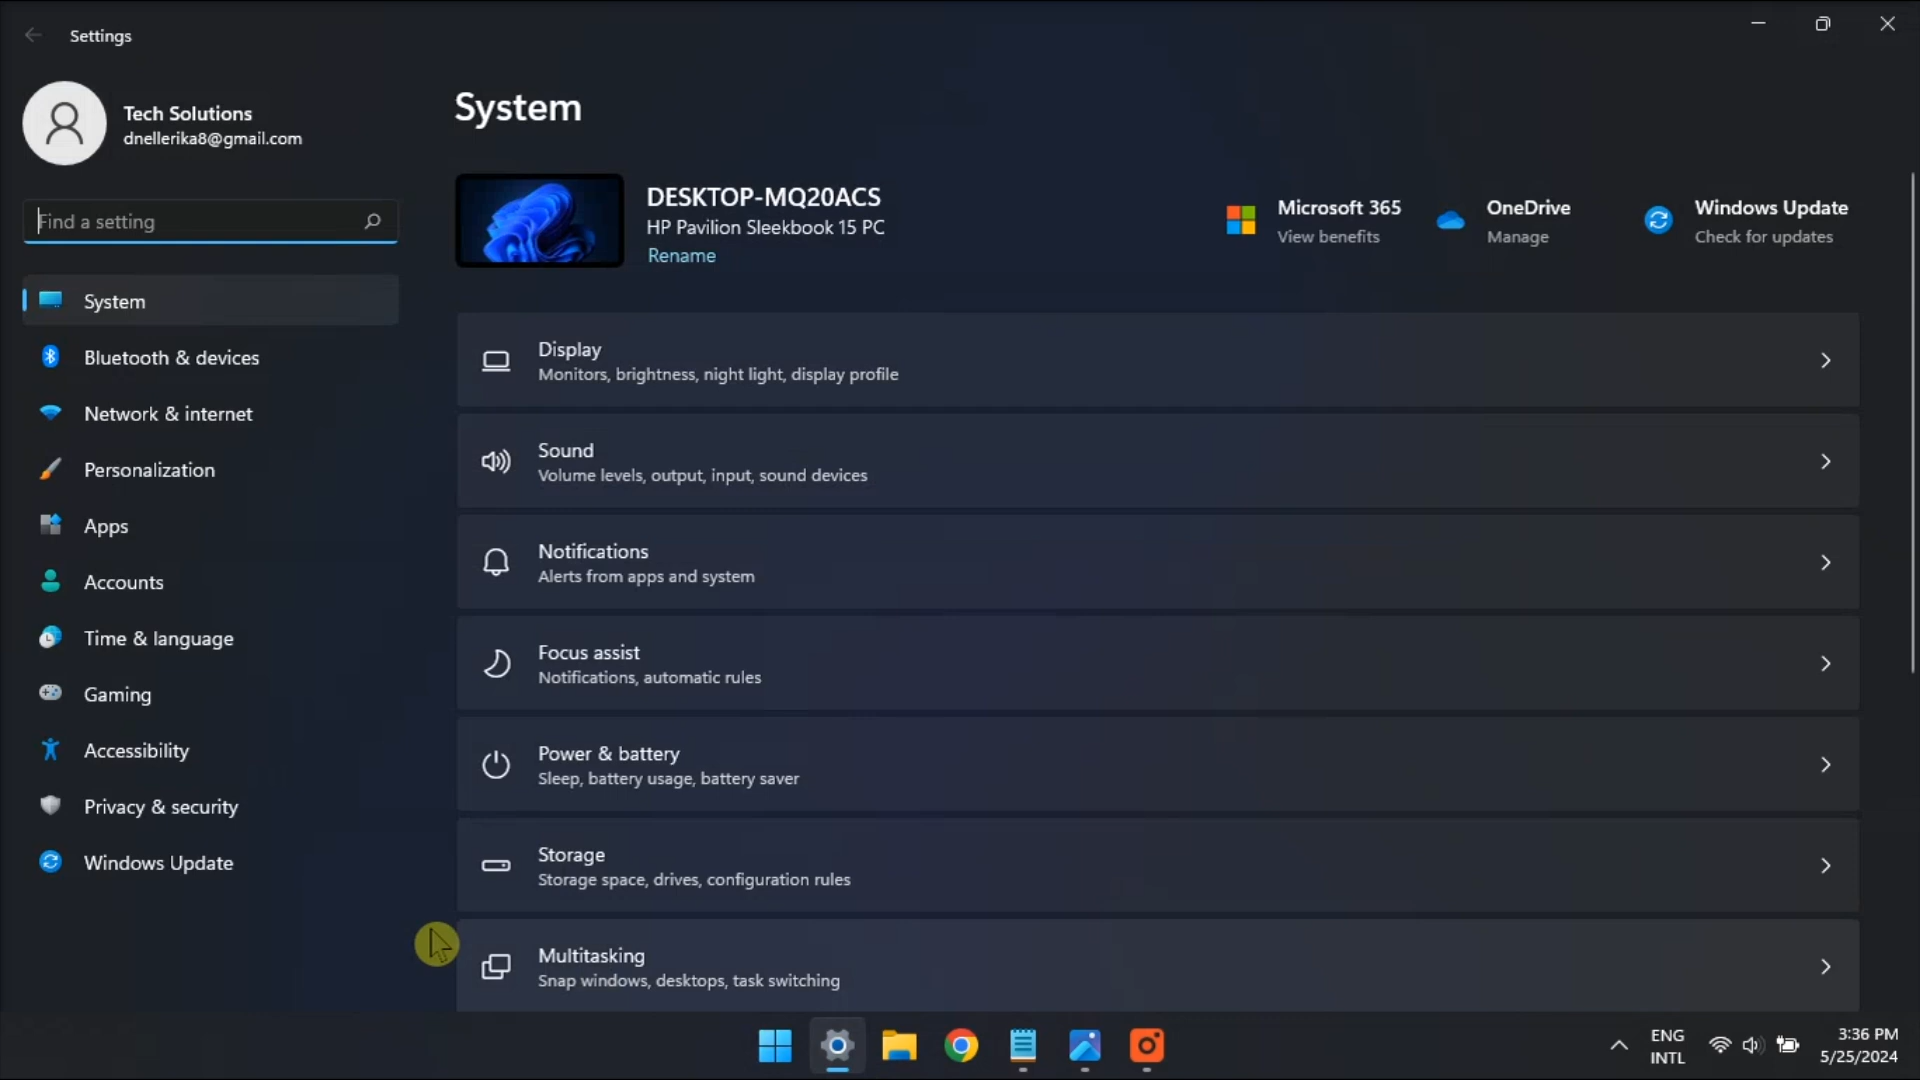 Settings
Tech Solutions
dnellerika8@gmail.com
Find a setting
System
Bluetooth & devices
Network & internet
Personalization
Apps
Accounts
Time & language
Gaming
Accessibility
Privacy & security
Windows Update
System
DESKTOP-MQ20ACS
HP Pavilion Sleekbook 15 PC
Rename
Microsoft 365
View benefits
OneDrive
Manage
Windows Update
Check for updates
Display
Monitors, brightness, night light, display profile
Sound
Volume levels, output, input, sound devices
Notifications
Alerts from apps and system
Focus assist
Notifications, automatic rules
Power & battery
Sleep, battery usage, battery saver
Storage
Storage space, drives, configuration rules
Multitasking
Snap windows, desktops, task switching
ENG
INTL
3:36 PM
5/25/2024